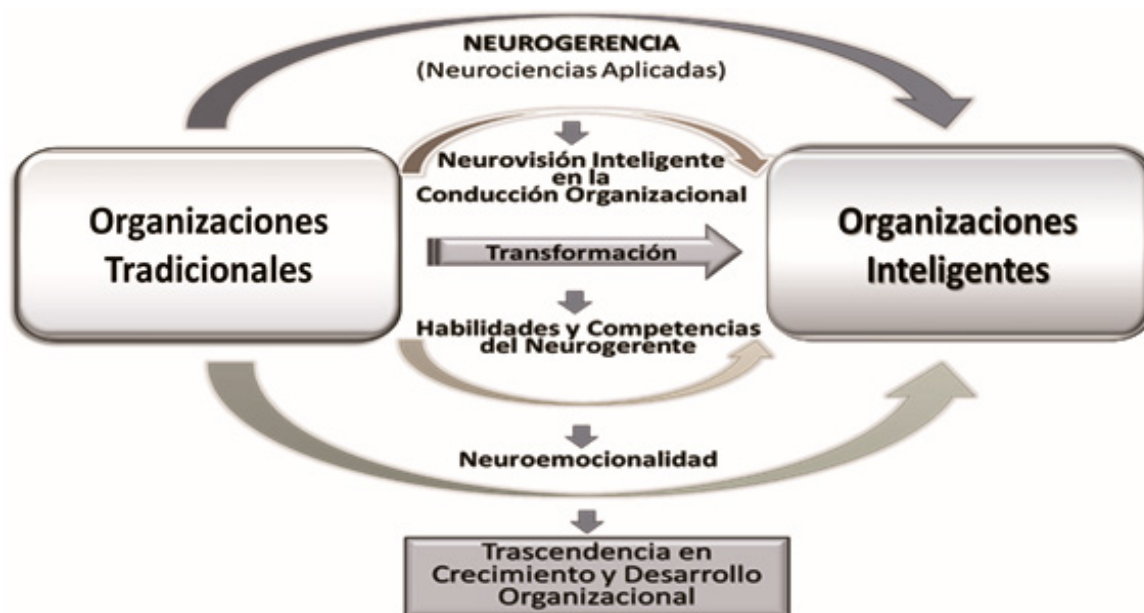 NEUROGERENCIA
(Neurociencias Aplicadas)
Neurovisión Inteligente
en la
Conducción Organizacional
Organizaciones
Tradicionales
Transformación
Organizaciones
Inteligentes
Habilidades y Competencias
del Neurogerente
Neuroemocionalidad
Trascendencia en
Crecimiento y Desarrollo
Organizacional